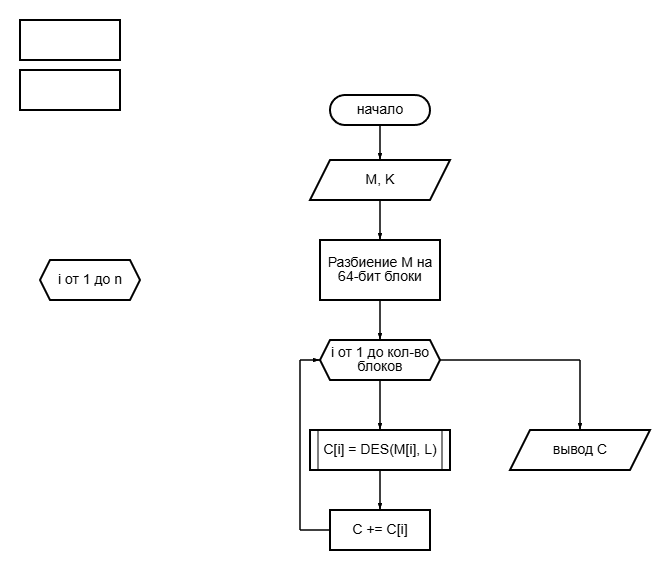 начало
M, K
Разбиение M на
64-бит блоки
i от 1 до n
i от 1 до кол-во
блоков
C[i] = DES(M[i], L)
вывод C
C += C[i]